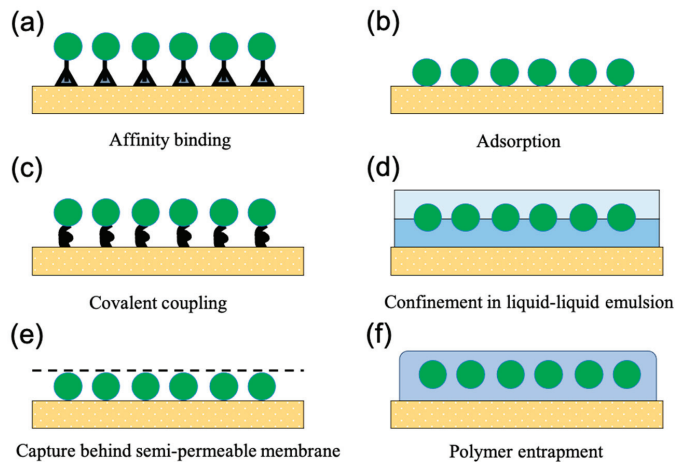 (a)
Affinity binding
(b)
Adsorption
(c)
Covalent coupling
(d)
Confinement in liquid-liquid emulsion
(e)
Capture behind semi-permeable membrane
(f)
Polymer entrapment